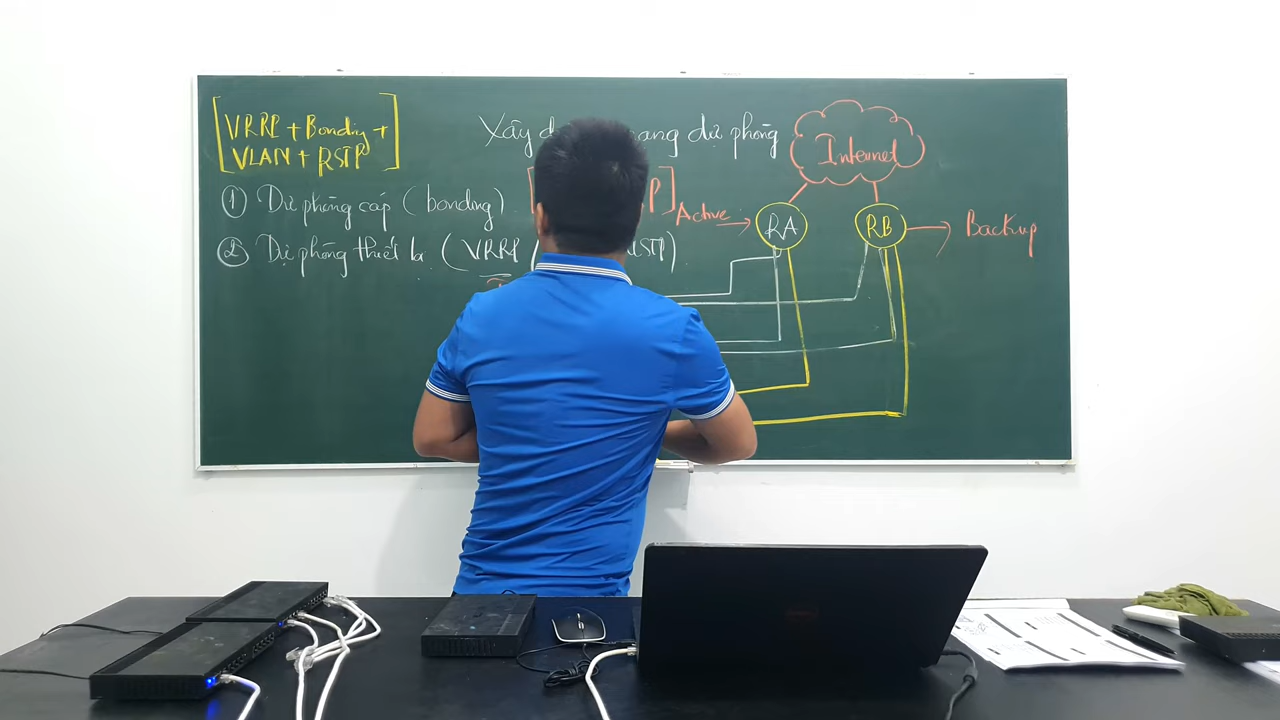 [VRRP + Bonding +
VLAN + RSTP]
Xây d ang dự phòng
① Dự phòng cáp (bonding)
P]
② Dự phòng thiết bị (VRRP / RSTP)
Internet
Active
RA
RB
Backup